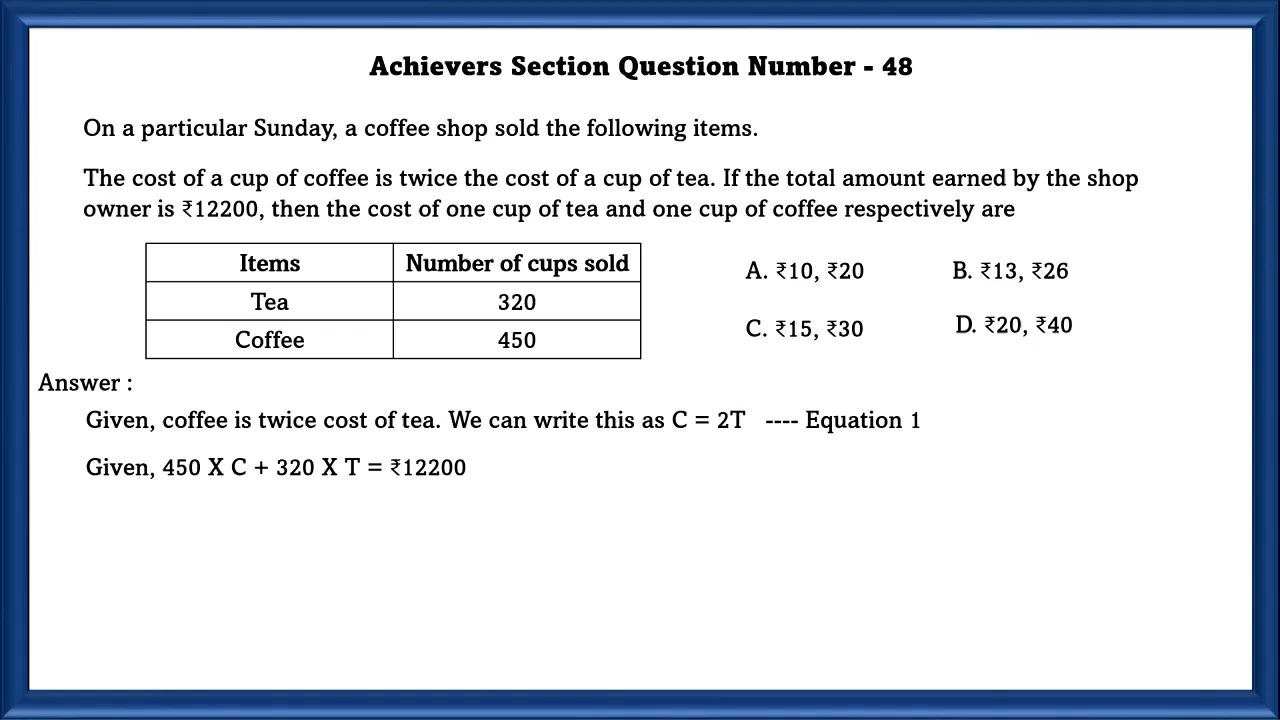 Achievers Section Question Number - 48
On a particular Sunday, a coffee shop sold the following items.
The cost of a cup of coffee is twice the cost of a cup of tea. If the total amount earned by the shop
owner is ₹12200, then the cost of one cup of tea and one cup of coffee respectively are
Items Number of cups sold
Tea 320
Coffee 450
A. ₹10, ₹20 B. ₹13, ₹26
C. ₹15, ₹30 D. ₹20, ₹40
Answer :
Given, coffee is twice cost of tea. We can write this as C = 2T ---- Equation 1
Given, 450 X C + 320 X T = ₹12200